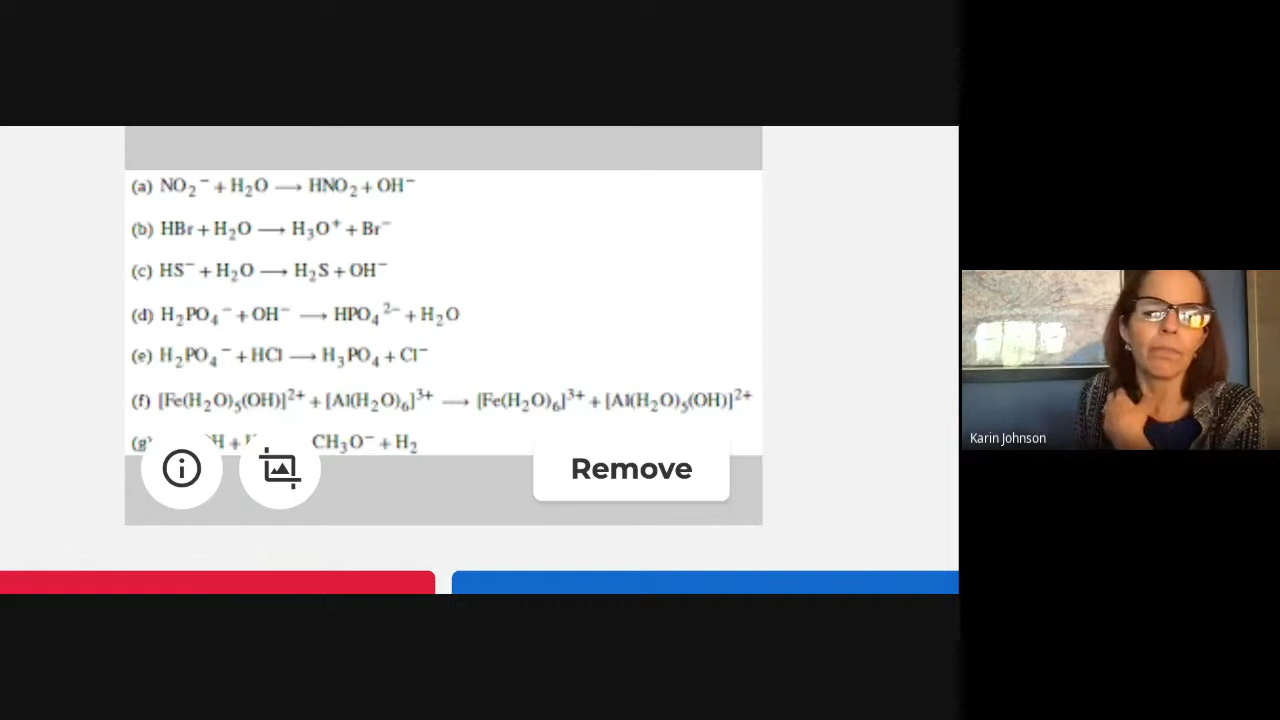 (a) NO₂⁻ + H₂O ⟶ HNO₂ + OH⁻
(b) HBr + H₂O ⟶ H₃O⁺ + Br⁻
(c) HS⁻ + H₂O ⟶ H₂S + OH⁻
(d) H₂PO₄⁻ + OH⁻ ⟶ HPO₄²⁻ + H₂O
(e) H₂PO₄⁻ + HCl ⟶ H₃PO₄ + Cl⁻
(f) [Fe(H₂O)₅(OH)]²⁺ + [Al(H₂O)₆]³⁺ ⟶ [Fe(H₂O)₆]³⁺ + [Al(H₂O)₅(OH)]²⁺
(g) CH₃O⁻ + H₂
Remove
Karin Johnson